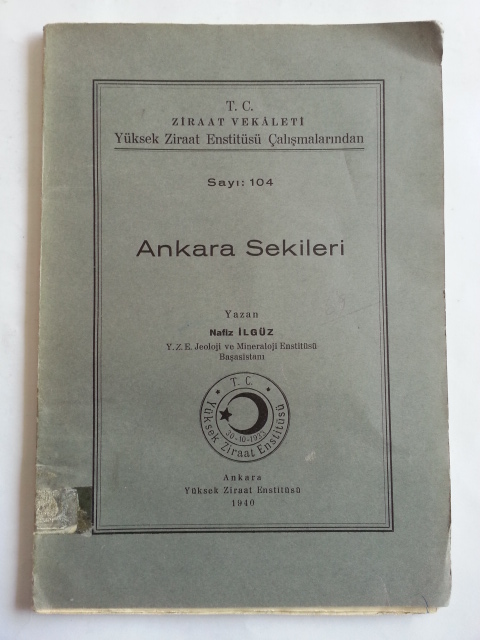 T. C.
ZİRAAT VEKÂLETİ
Yüksek Ziraat Enstitüsü Çalışmalarından
Sayı: 104
Ankara Sekileri
Yazan
Nafiz İLGÜZ
Y. Z. E. Jeoloji ve Mineraloji Enstitüsü
Başasistanı
T. C.
Yüksek Ziraat Enstitüsü
30-10-1933
Ankara
Yüksek Ziraat Enstitüsü
1940